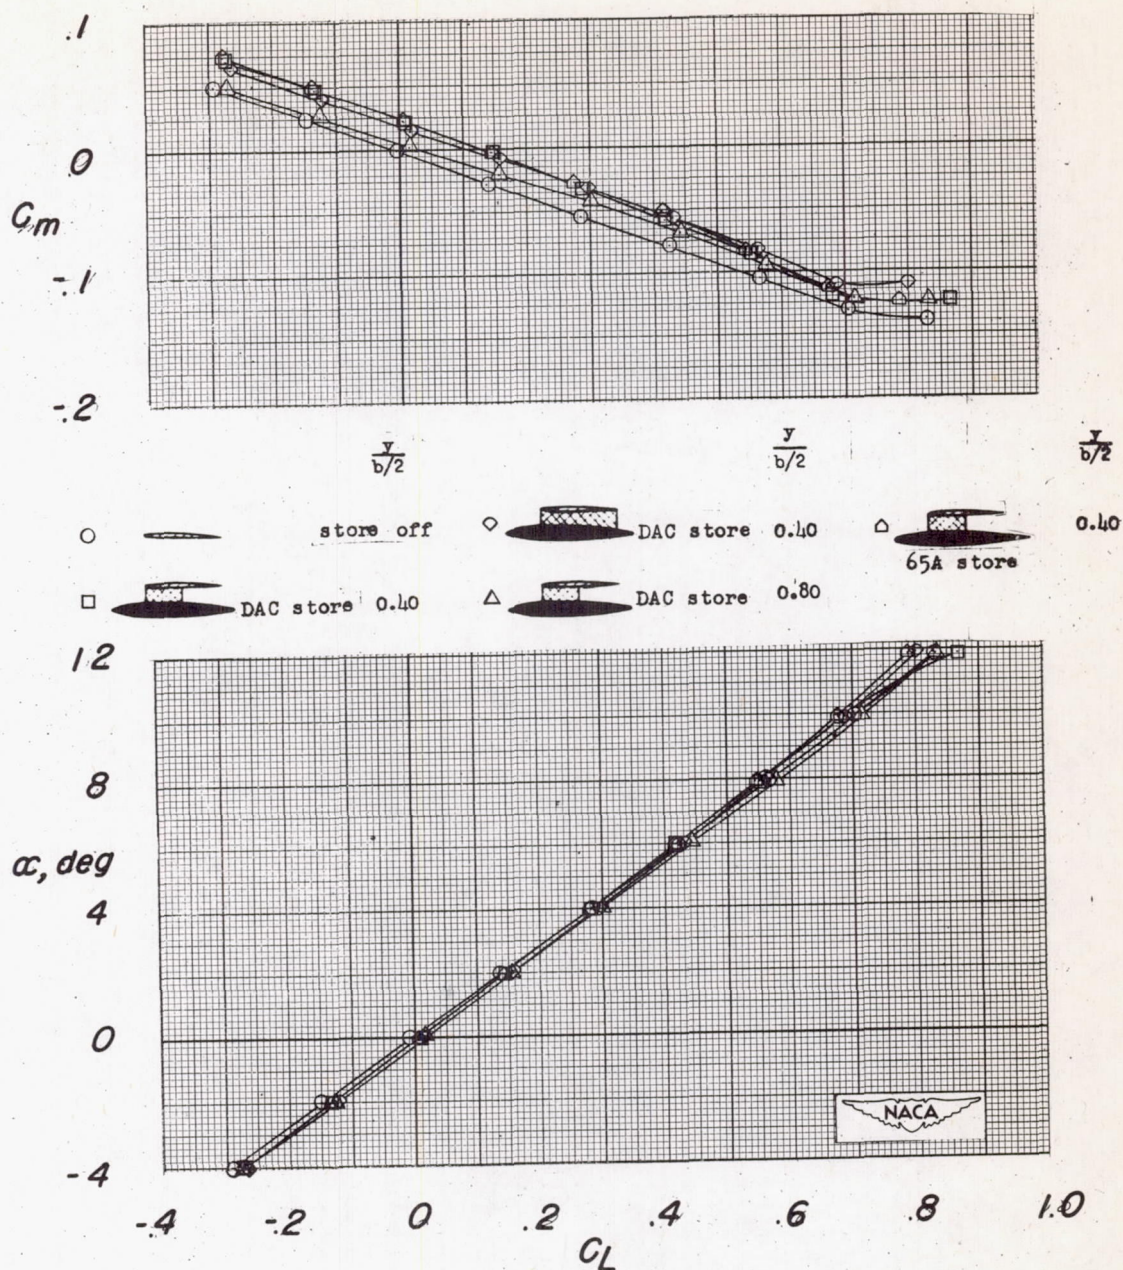 .1
0
Cm
-.1
-.2
y/b/2 y/b/2 y/b/2
store off DAC store 0.40 0.40
65A store
DAC store 0.40 DAC store 0.80
12
8
α, deg
4
0
-4
NACA
-.4 -.2 0 .2 .4 .6 .8 1.0
CL